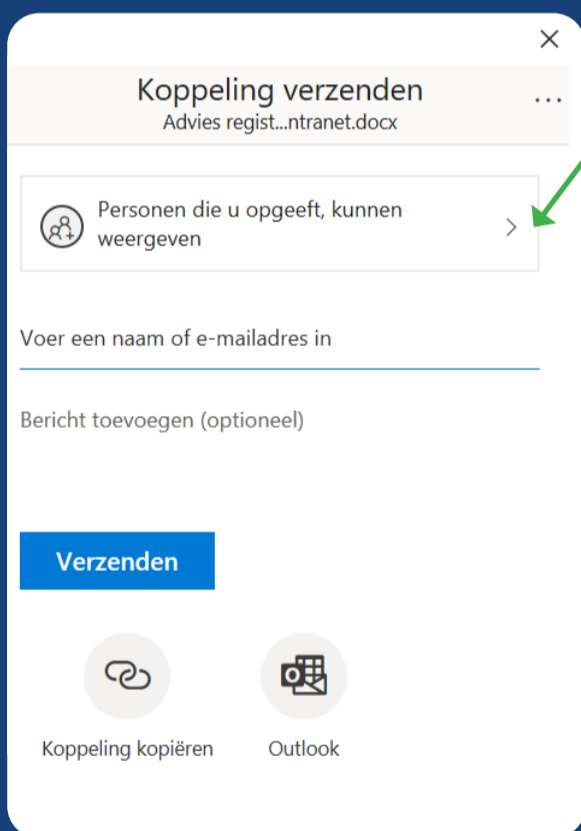 Koppeling verzenden
...
Advies regist...ntranet.docx
Personen die u opgeeft, kunnen
weergeven
Voer een naam of e-mailadres in
Bericht toevoegen (optioneel)
Verzenden
Koppeling kopiëren Outlook